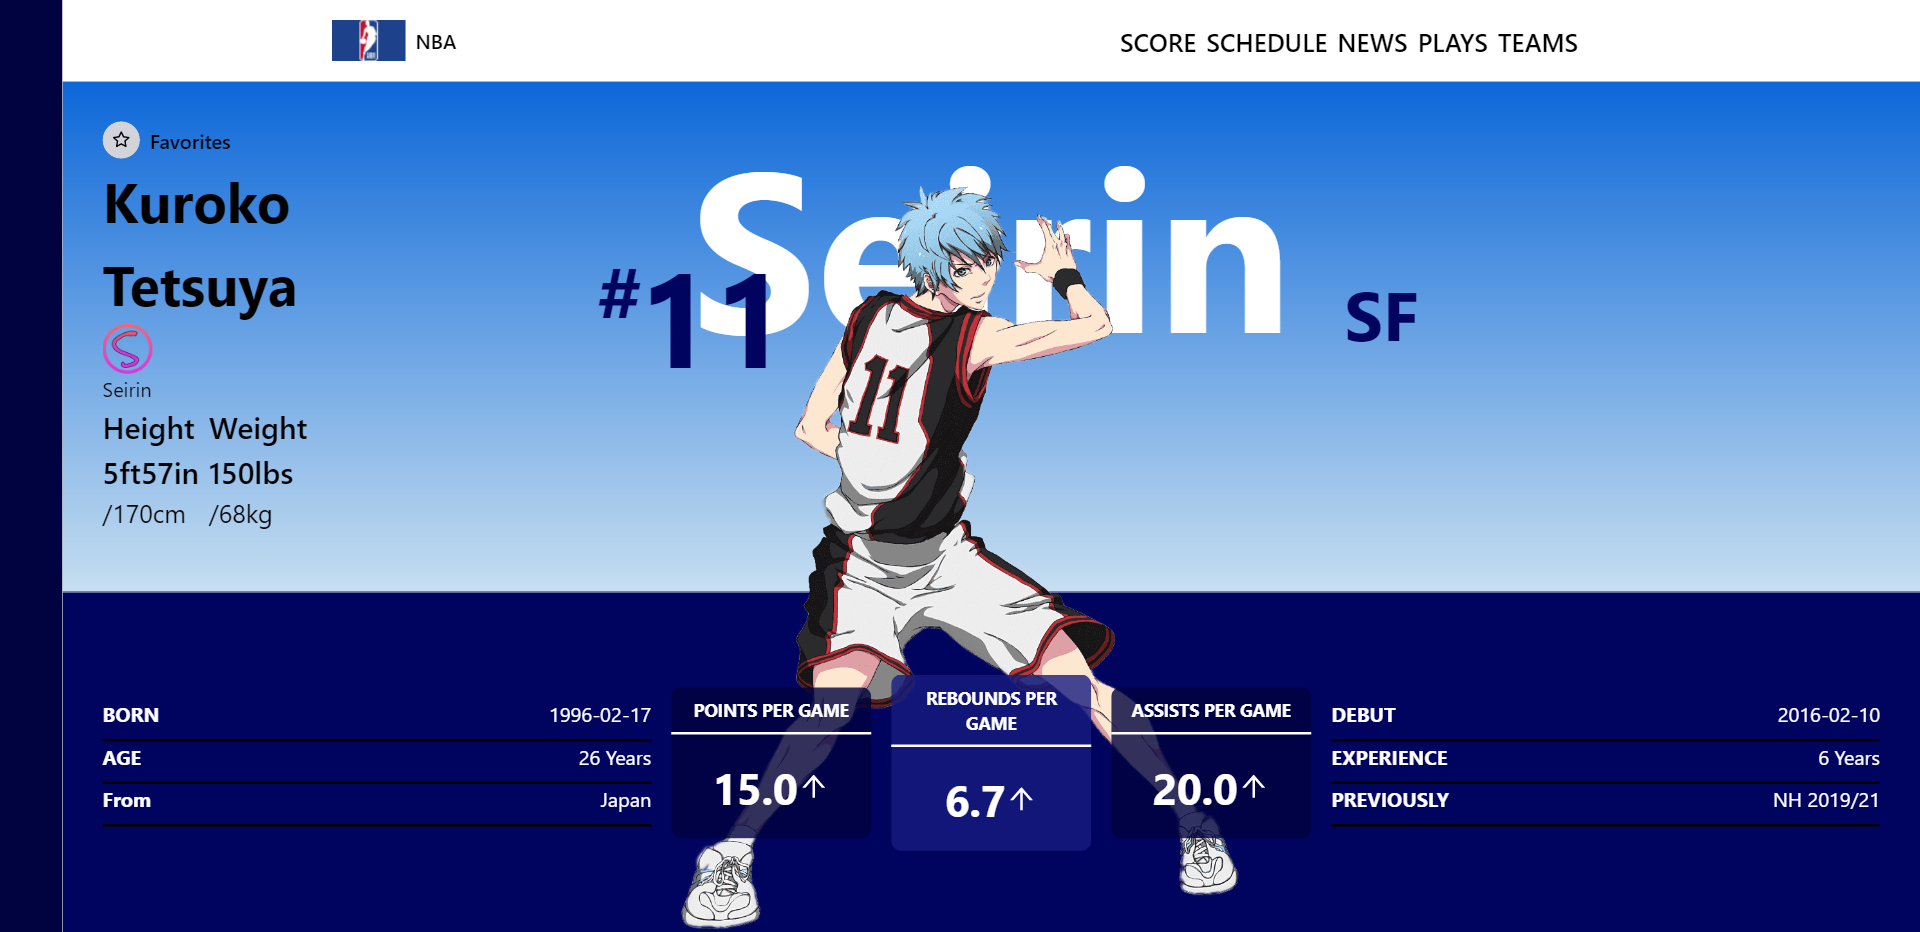 NBA
SCORE SCHEDULE NEWS PLAYS TEAMS
Favorites
Kuroko
Tetsuya
Seirin
Height Weight
5ft57in 150lbs
/170cm /68kg
Seirin
#11
SF
11
BORN 1996-02-17
AGE 26 Years
From Japan
POINTS PER GAME
15.0↑
REBOUNDS PER
GAME
6.7↑
ASSISTS PER GAME
20.0↑
DEBUT 2016-02-10
EXPERIENCE 6 Years
PREVIOUSLY NH 2019/21